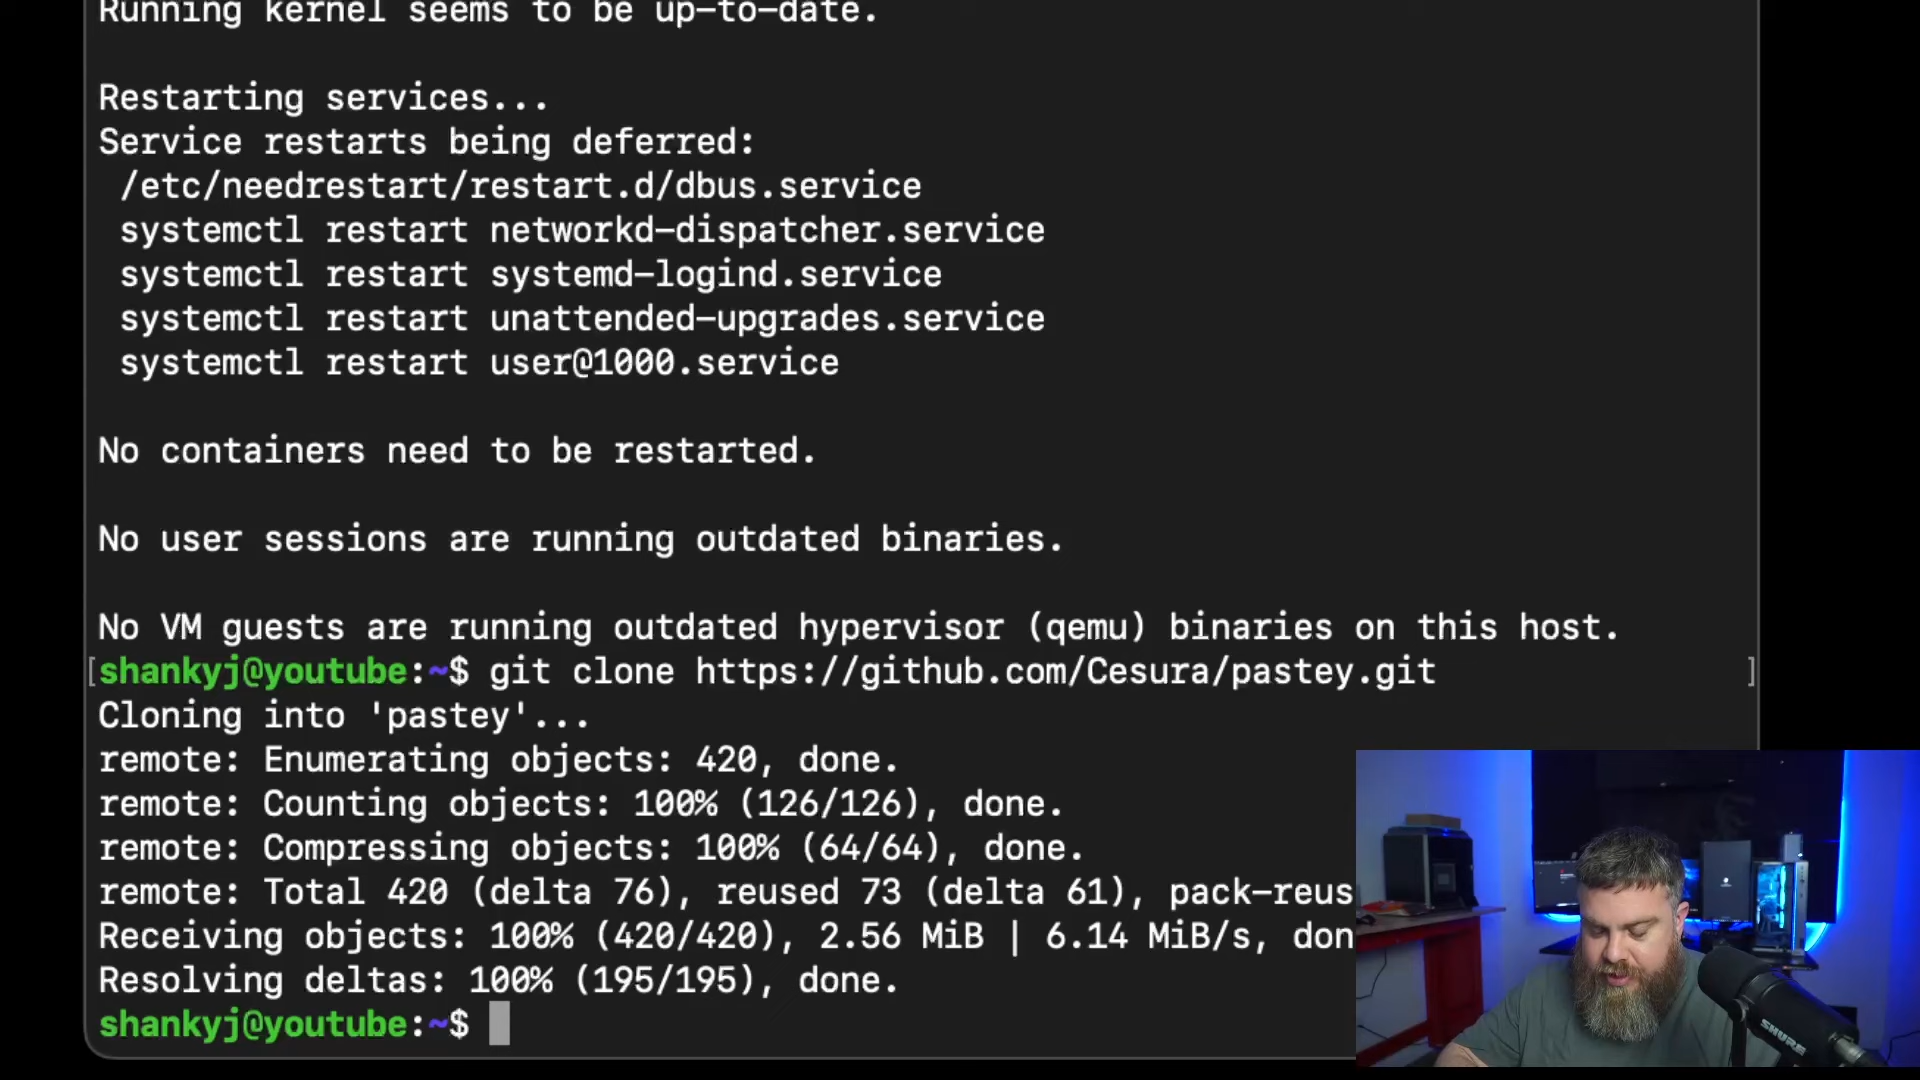 Running kernel seems to be up-to-date.
Restarting services...
Service restarts being deferred:
/etc/needrestart/restart.d/dbus.service
systemctl restart networkd-dispatcher.service
systemctl restart systemd-logind.service
systemctl restart unattended-upgrades.service
systemctl restart user@1000.service
No containers need to be restarted.
No user sessions are running outdated binaries.
No VM guests are running outdated hypervisor (qemu) binaries on this host.
[shankyj@youtube:~$ git clone https://github.com/Cesura/pastey.git ]
Cloning into 'pastey'...
remote: Enumerating objects: 420, done.
remote: Counting objects: 100% (126/126), done.
remote: Compressing objects: 100% (64/64), done.
remote: Total 420 (delta 76), reused 73 (delta 61), pack-reus
Receiving objects: 100% (420/420), 2.56 MiB | 6.14 MiB/s, don
Resolving deltas: 100% (195/195), done.
shankyj@youtube:~$
SHURE